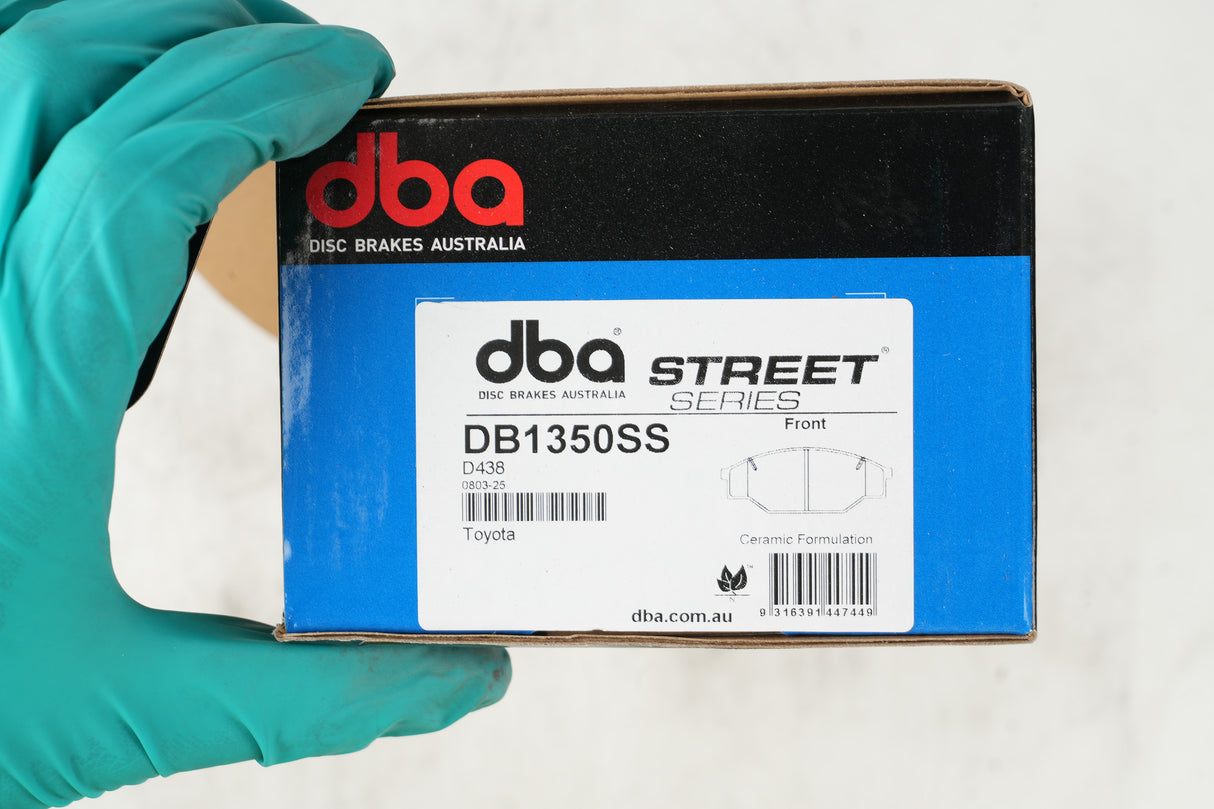 dba
DISC BRAKES AUSTRALIA
dba®
DISC BRAKES AUSTRALIA
STREET®
SERIES
Front
DB1350SS
D438
0803-25
Toyota
Ceramic Formulation
™
N
dba.com.au
9 316391 447449